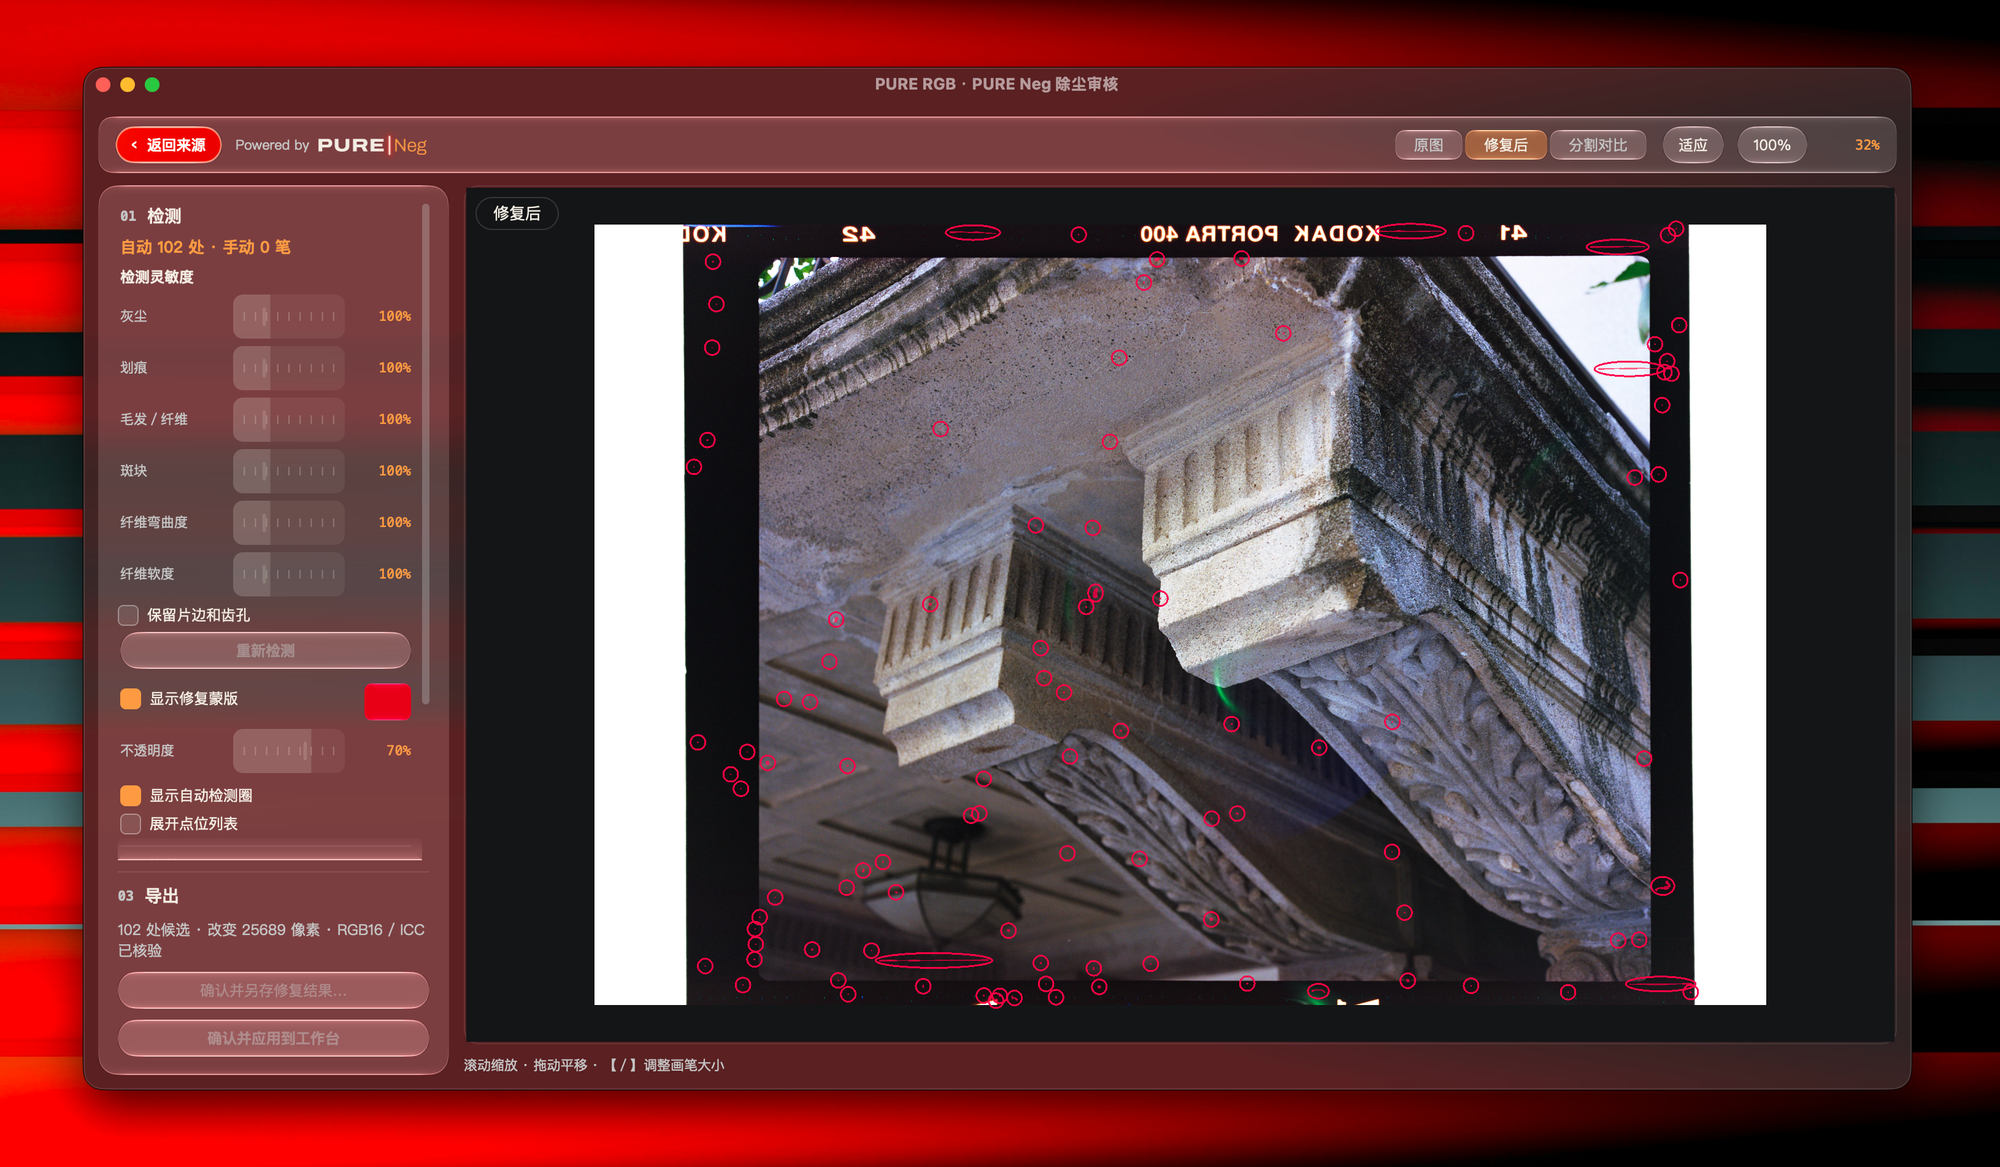 PURE RGB · PURE Neg 除尘审核
‹ 返回来源
Powered by PURE|Neg
原图
修复后
分割对比
适应
100%
32%
01 检测
自动 102 处 · 手动 0 笔
检测灵敏度
灰尘 100%
划痕 100%
毛发 / 纤维 100%
斑块 100%
纤维弯曲度 100%
纤维软度 100%
保留片边和齿孔
重新检测
显示修复蒙版
不透明度 70%
显示自动检测圈
展开点位列表
03 导出
102 处候选 · 改变 25689 像素 · RGB16 / ICC
已核验
确认并另存修复结果...
确认并应用到工作台
修复后
KOD
42
KODAK PORTRA 400
41
滚动缩放 · 拖动平移 · 【 / 】调整画笔大小